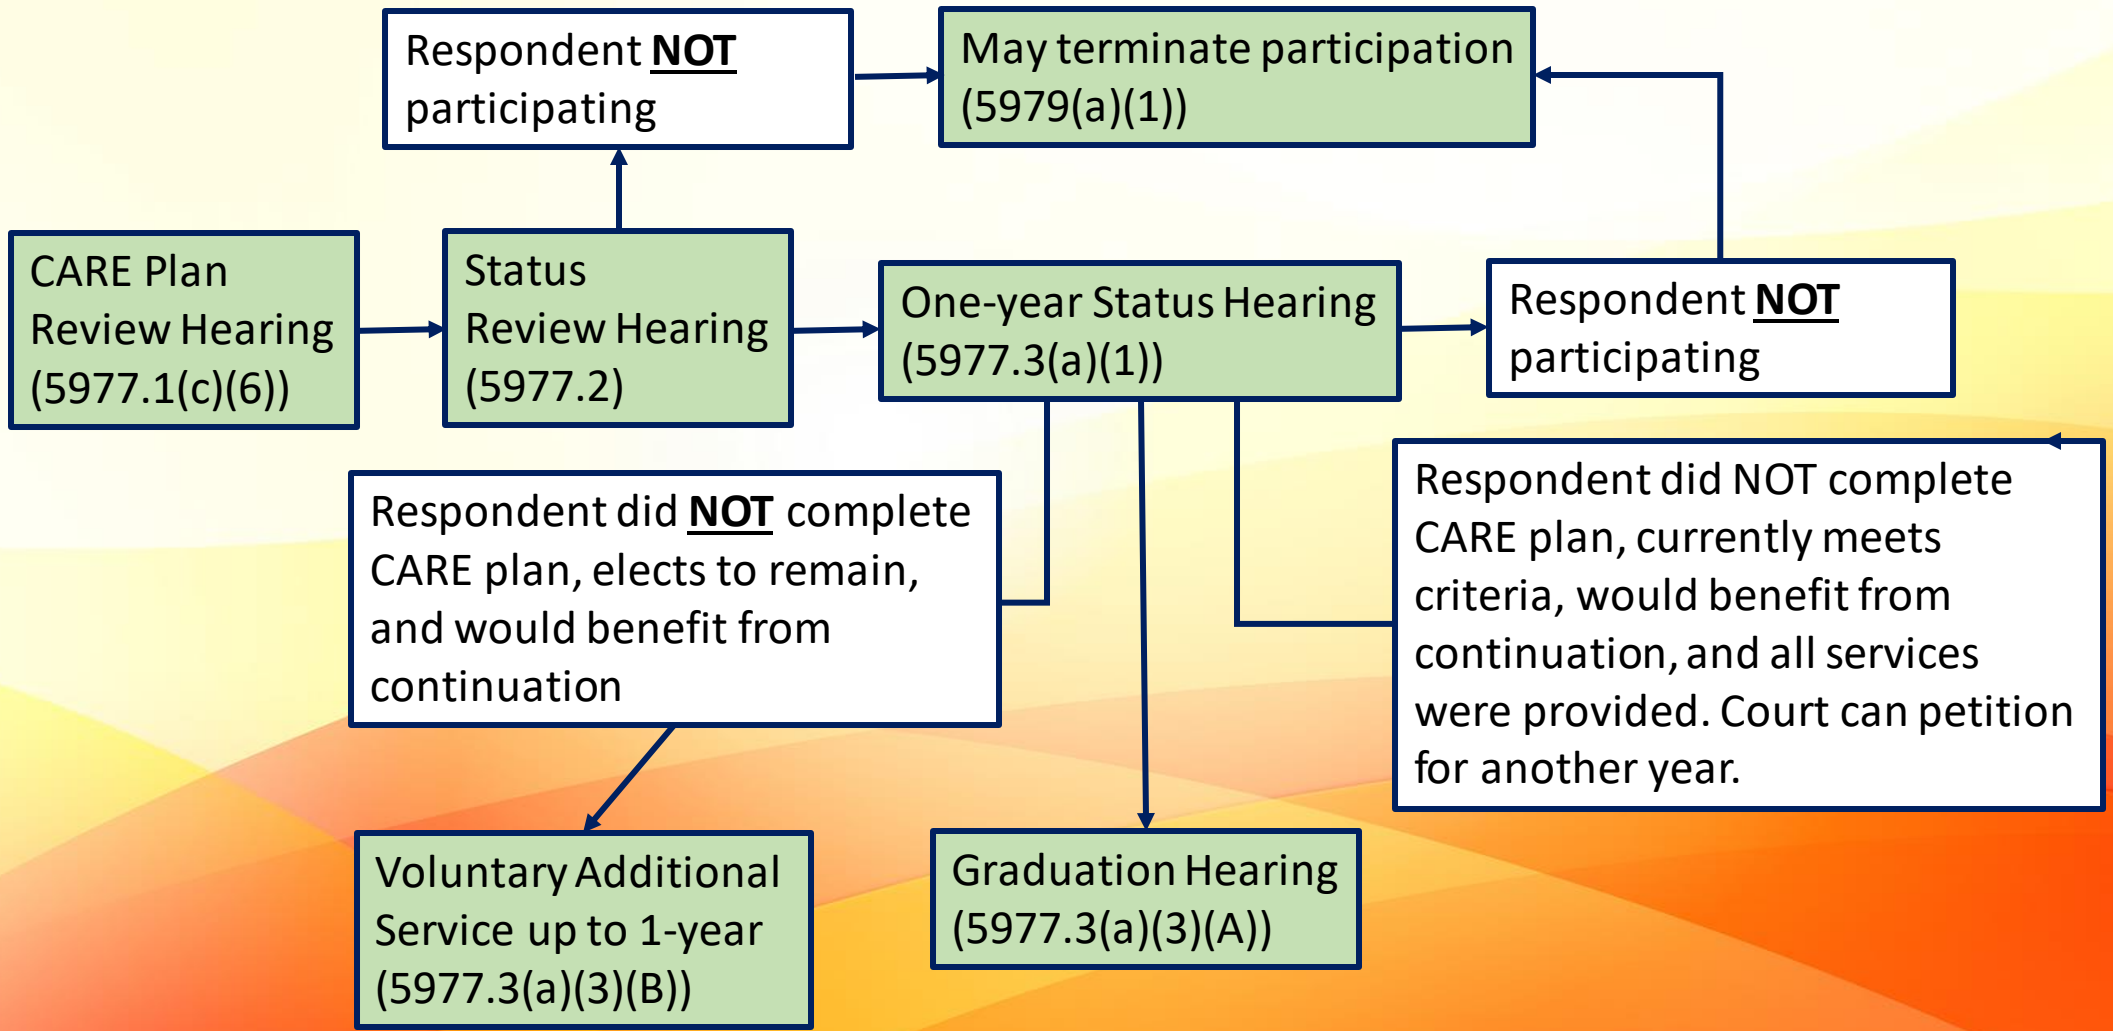 Respondent NOT
participating
May terminate participation
(5979(a)(1))
CARE Plan
Review Hearing
(5977.1(c)(6))
Status
Review Hearing
(5977.2)
One-year Status Hearing
(5977.3(a)(1))
Respondent NOT
participating
Respondent did NOT complete
CARE plan, elects to remain,
and would benefit from
continuation
Respondent did NOT complete
CARE plan, currently meets
criteria, would benefit from
continuation, and all services
were provided. Court can petition
for another year.
Voluntary Additional
Service up to 1-year
(5977.3(a)(3)(B))
Graduation Hearing
(5977.3(a)(3)(A))